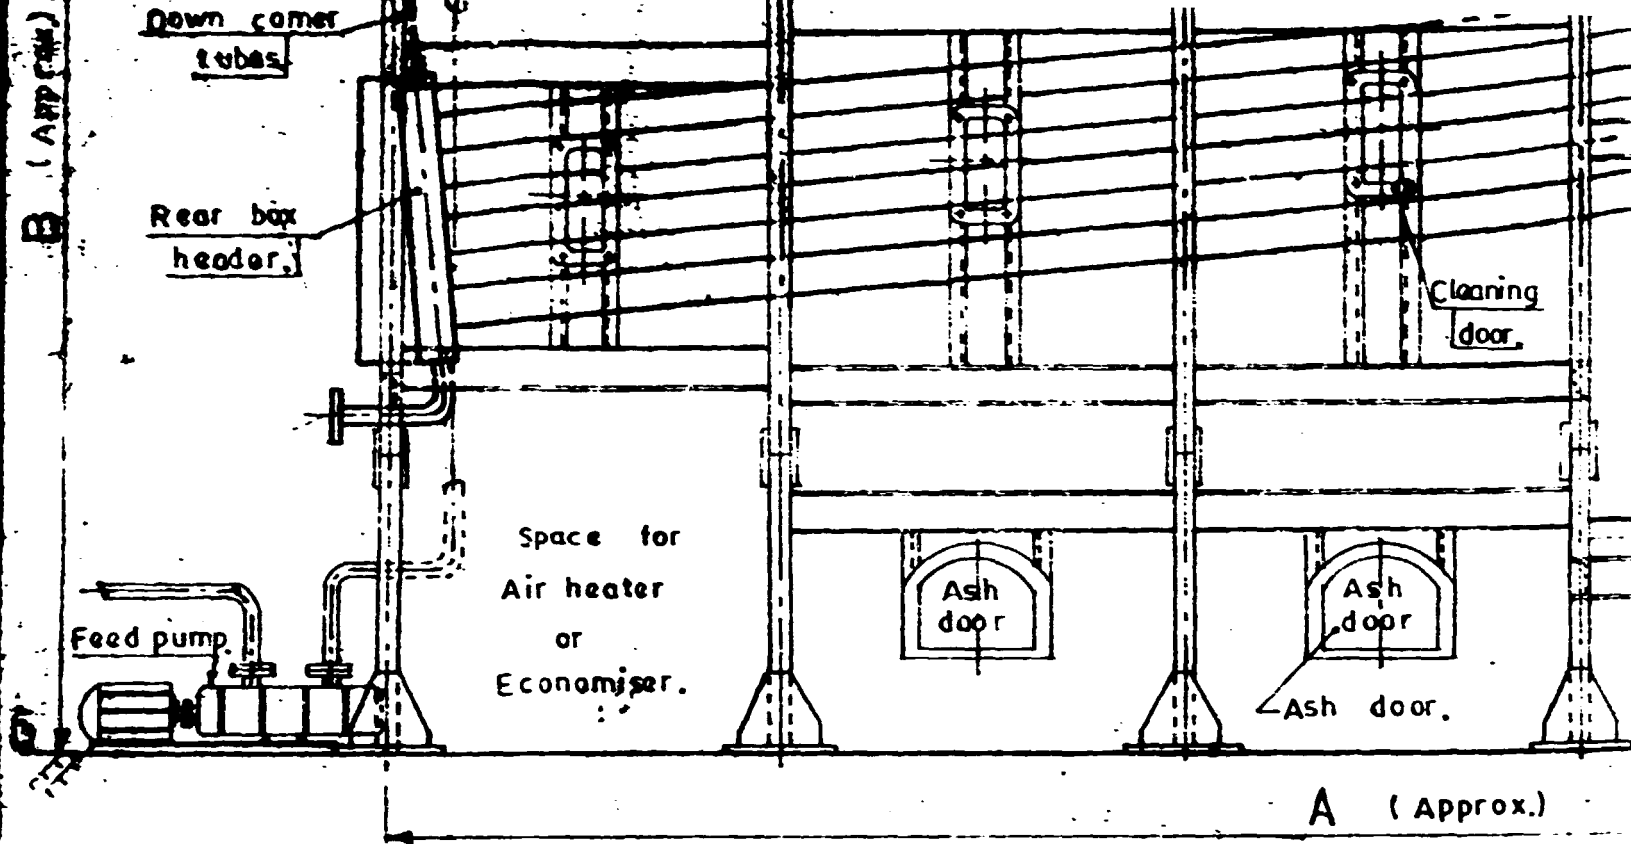 Down comer
tubes.
B (Approx.)
Rear box
header.
Cleaning
door.
Space for
Air heater
or
Economiser.
Feed pump.
Ash
door
Ash
door
Ash door.
A (Approx.)